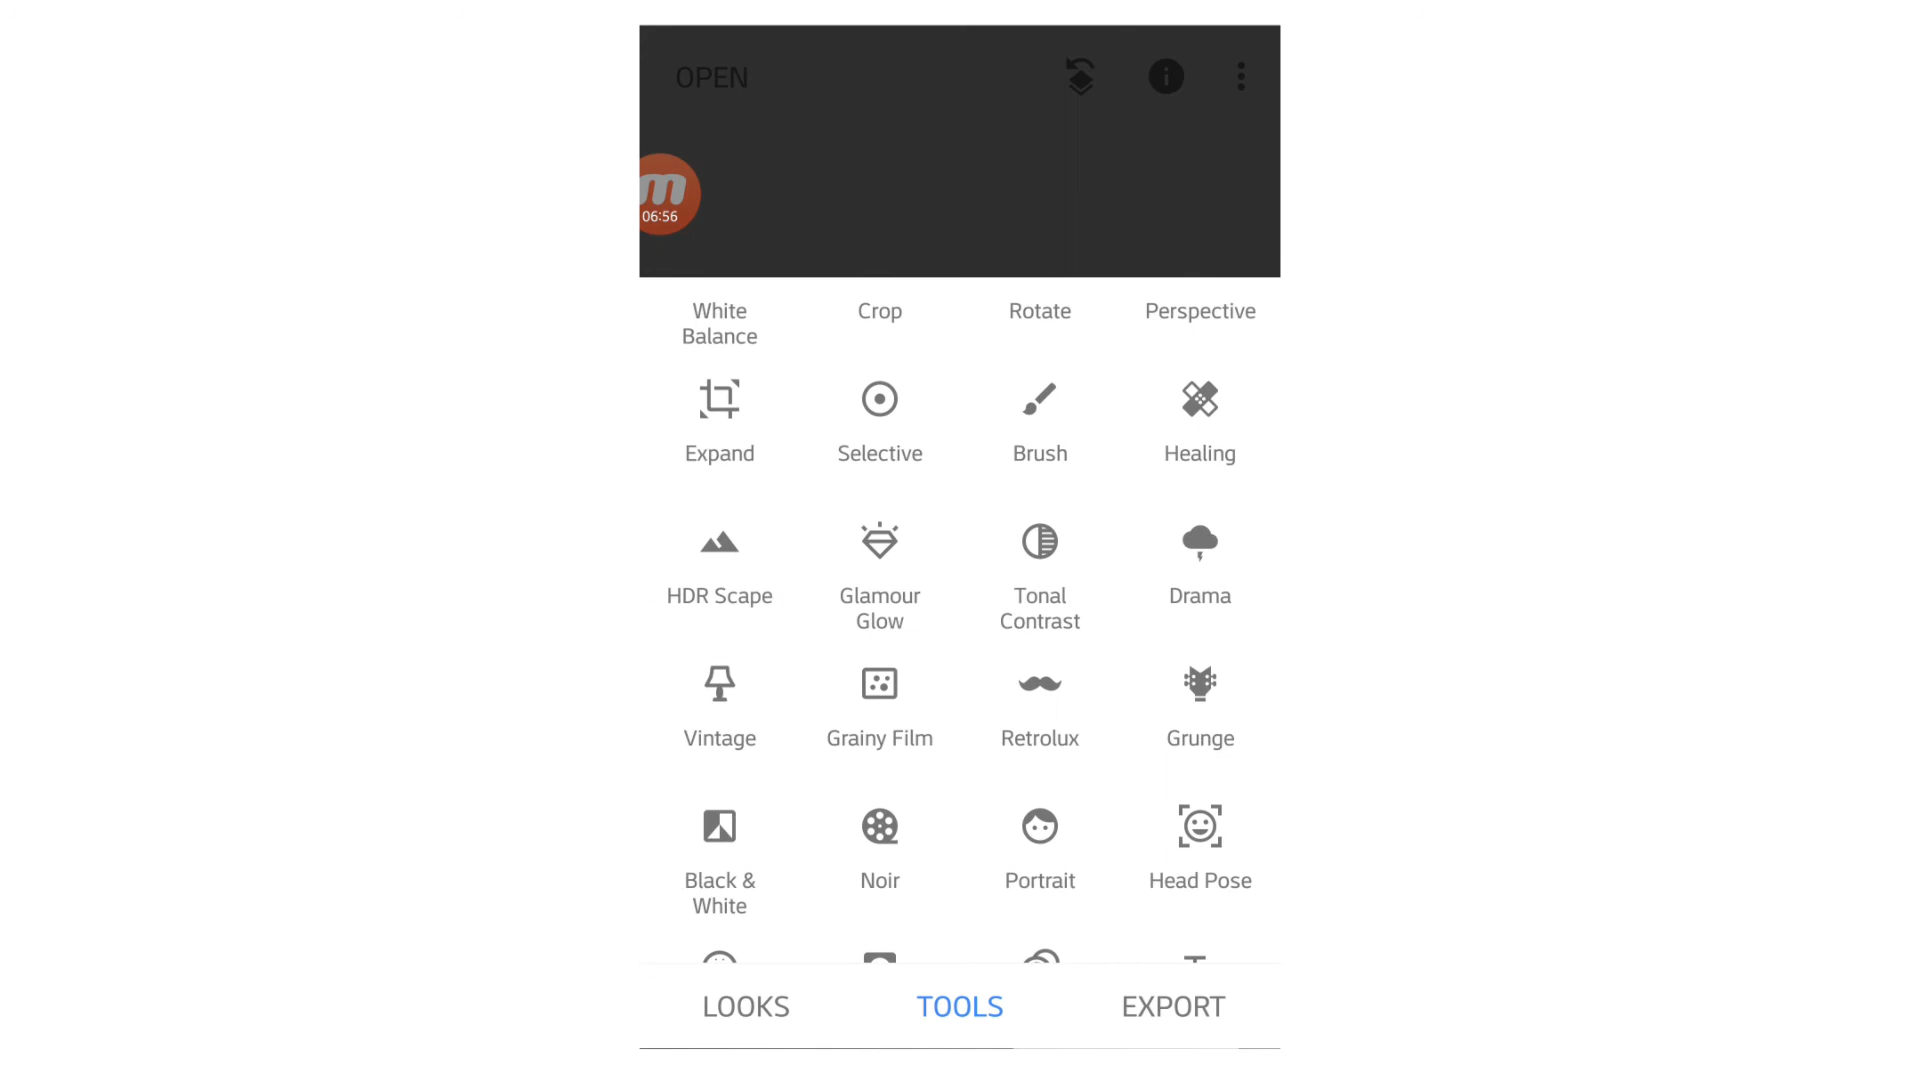 OPEN
m
06:56
White
Balance
Crop
Rotate
Perspective
Expand
Selective
Brush
Healing
HDR Scape
Glamour
Glow
Tonal
Contrast
Drama
Vintage
Grainy Film
Retrolux
Grunge
Black &
White
Noir
Portrait
Head Pose
LOOKS
TOOLS
EXPORT